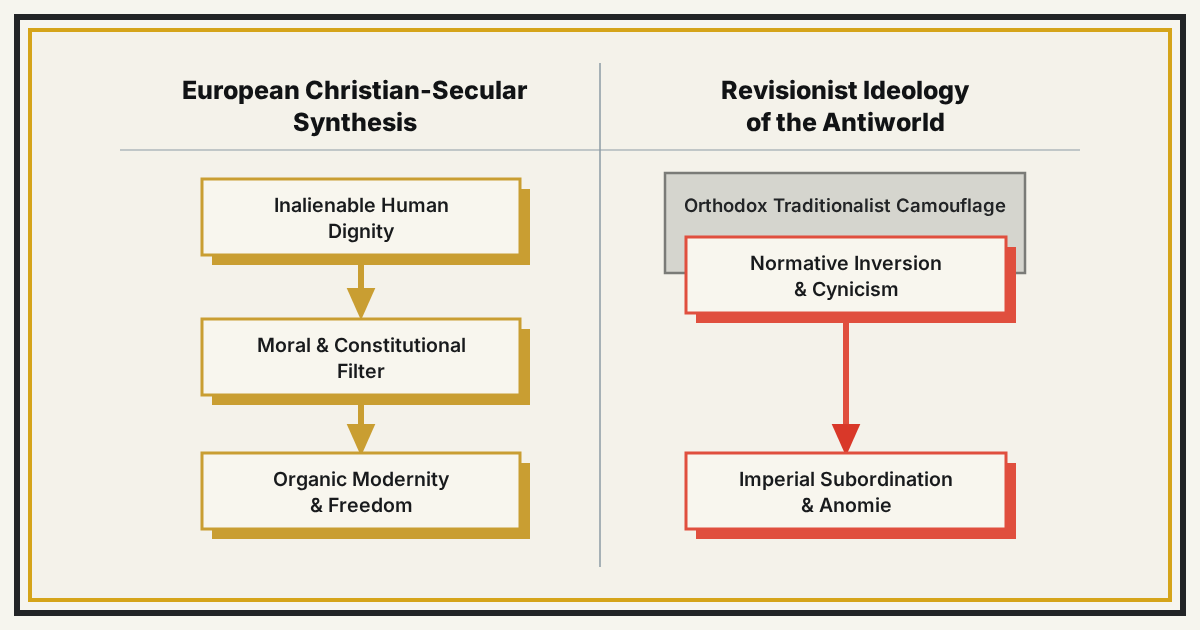 European Christian-Secular
Synthesis
Inalienable Human
Dignity
Moral & Constitutional
Filter
Organic Modernity
& Freedom
Revisionist Ideology
of the Antiworld
Orthodox Traditionalist Camouflage
Normative Inversion
& Cynicism
Imperial Subordination
& Anomie